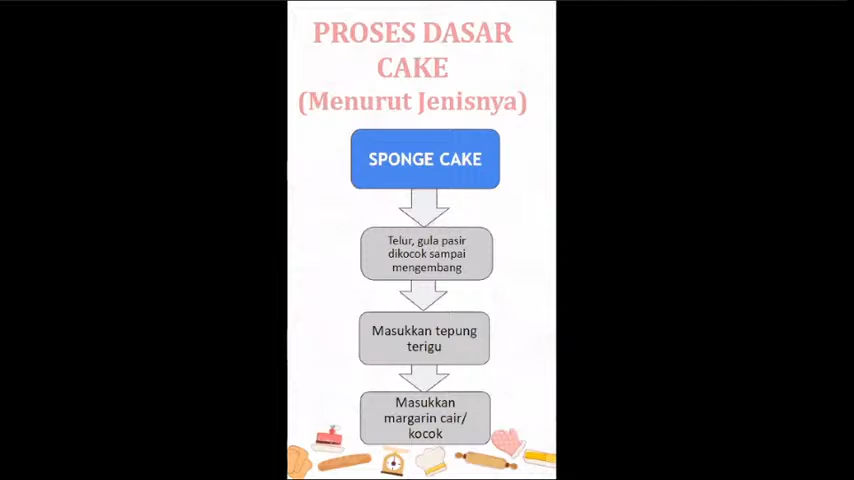 PROSES DASAR
CAKE
(Menurut Jenisnya)
SPONGE CAKE
Telur, gula pasir
dikocok sampai
mengembang
Masukkan tepung
terigu
Masukkan
margarin cair/
kocok